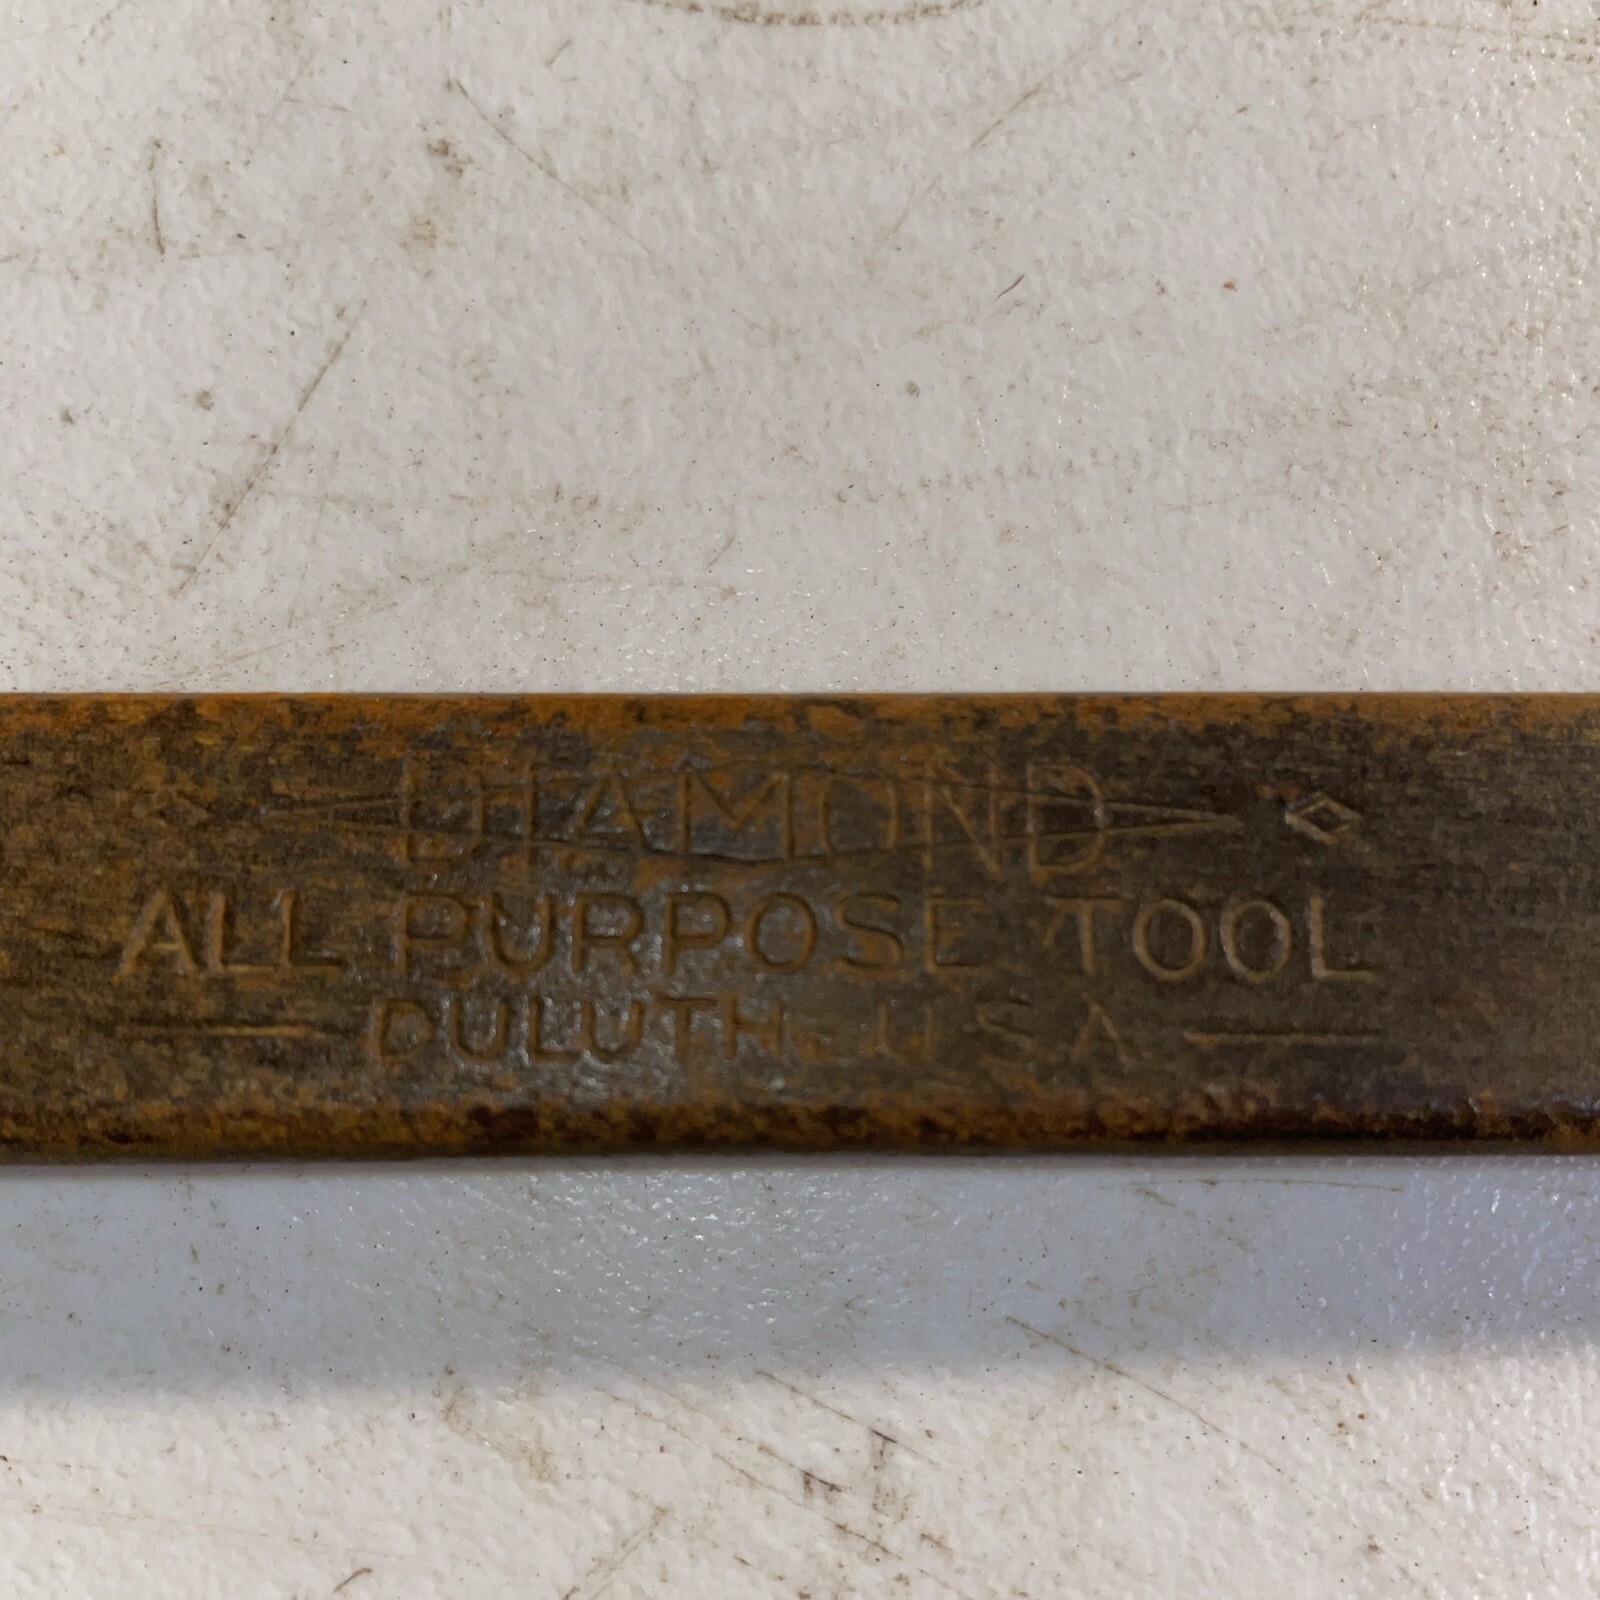 DIAMOND
ALL PURPOSE TOOL
DULUTH, U.S.A.